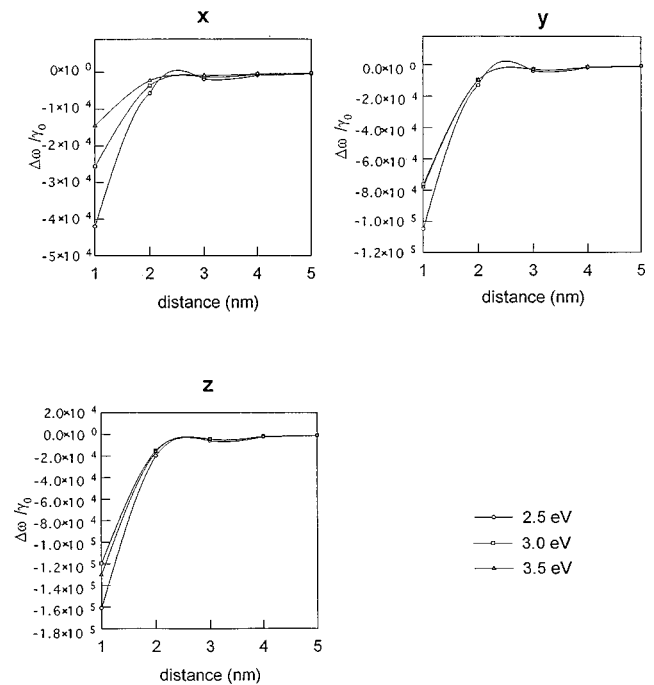 x
0×10 0
-1×10 4
-2×10 4
-3×10 4
-4×10 4
-5×10 4
Δω/γ0
1 2 3 4 5
distance (nm)
y
0.0×10 0
-2.0×10 4
-4.0×10 4
-6.0×10 4
-8.0×10 4
-1.0×10 5
-1.2×10 5
Δω/γ0
1 2 3 4 5
distance (nm)
z
2.0×10 4
0.0×10 0
-2.0×10 4
-4.0×10 4
-6.0×10 4
-8.0×10 4
-1.0×10 5
-1.2×10 5
-1.4×10 5
-1.6×10 5
-1.8×10 5
Δω/γ0
1 2 3 4 5
distance (nm)
2.5 eV
3.0 eV
3.5 eV